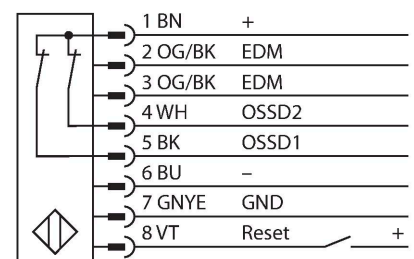 1 BN +
2 OG/BK EDM
3 OG/BK EDM
4 WH OSSD2
5 BK OSSD1
6 BU –
7 GNYE GND
8 VT Reset +